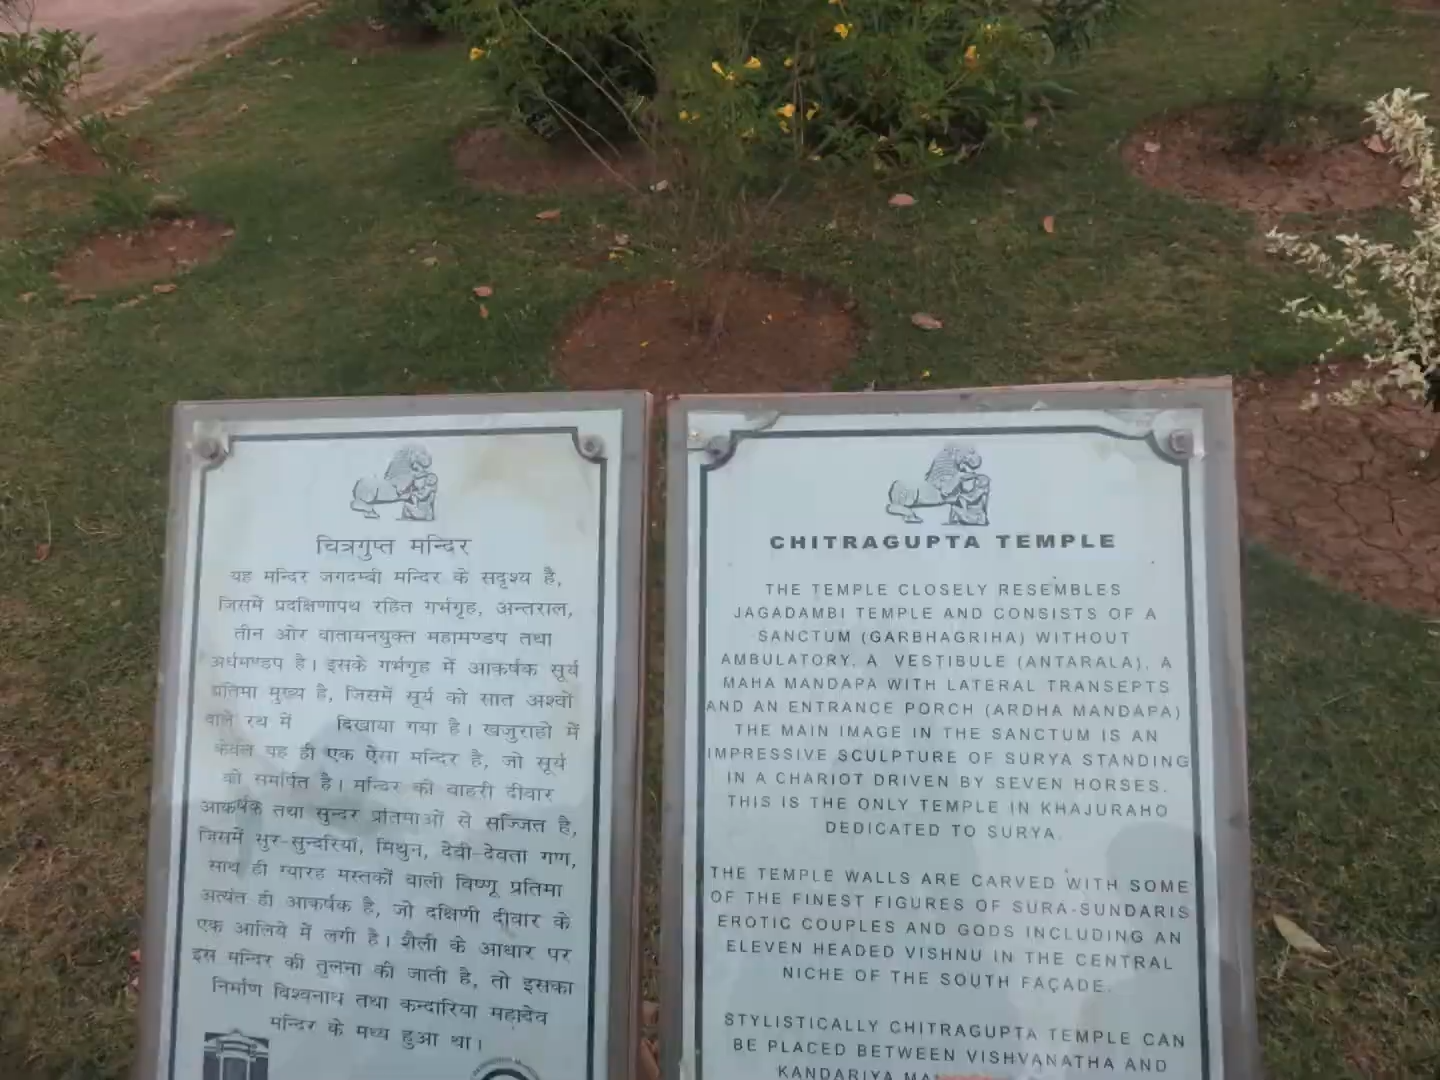 चित्रगुप्त मन्दिर
यह मन्दिर जगदम्बी मन्दिर के सदृश्य है,
जिसमें प्रदक्षिणापथ रहित गर्भगृह, अन्तराल,
तीन ओर वातायनयुक्त महामण्डप तथा
अर्धमण्डप है। इसके गर्भगृह में आकर्षक सूर्य
प्रतिमा मुख्य है, जिसमें सूर्य को सात अश्वों
वाले रथ में दिखाया गया है। खजुराहो में
केवल यह ही एक ऐसा मन्दिर है, जो सूर्य
को समर्पित है। मन्दिर की बाहरी दीवार
आकर्षक तथा सुन्दर प्रतिमाओं से सज्जित है,
जिसमें सुर-सुन्दरियां, मिथुन, देवी-देवता गण,
साथ ही ग्यारह मस्तकों वाली विष्णू प्रतिमा
अत्यंत ही आकर्षक है, जो दक्षिणी दीवार के
एक आलिये में लगी है। शैली के आधार पर
इस मन्दिर की तुलना की जाती है, तो इसका
निर्माण विश्वनाथ तथा कन्दारिया महादेव
मन्दिर के मध्य हुआ था।
CHITRAGUPTA TEMPLE
THE TEMPLE CLOSELY RESEMBLES
JAGADAMBI TEMPLE AND CONSISTS OF A
SANCTUM (GARBHAGRIHA) WITHOUT
AMBULATORY, A VESTIBULE (ANTARALA), A
MAHA MANDAPA WITH LATERAL TRANSEPTS
AND AN ENTRANCE PORCH (ARDHA MANDAPA)
THE MAIN IMAGE IN THE SANCTUM IS AN
IMPRESSIVE SCULPTURE OF SURYA STANDING
IN A CHARIOT DRIVEN BY SEVEN HORSES.
THIS IS THE ONLY TEMPLE IN KHAJURAHO
DEDICATED TO SURYA.
THE TEMPLE WALLS ARE CARVED WITH SOME
OF THE FINEST FIGURES OF SURA-SUNDARIS
EROTIC COUPLES AND GODS INCLUDING AN
ELEVEN HEADED VISHNU IN THE CENTRAL
NICHE OF THE SOUTH FAÇADE.
STYLISTICALLY CHITRAGUPTA TEMPLE CAN
BE PLACED BETWEEN VISHVANATHA AND
KANDARIYA